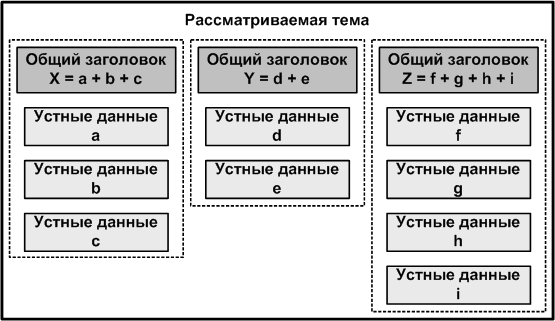 Рассматриваемая тема
Общий заголовок
X = a + b + c
Устные данные
a
Устные данные
b
Устные данные
c
Общий заголовок
Y = d + e
Устные данные
d
Устные данные
e
Общий заголовок
Z = f + g + h + i
Устные данные
f
Устные данные
g
Устные данные
h
Устные данные
i